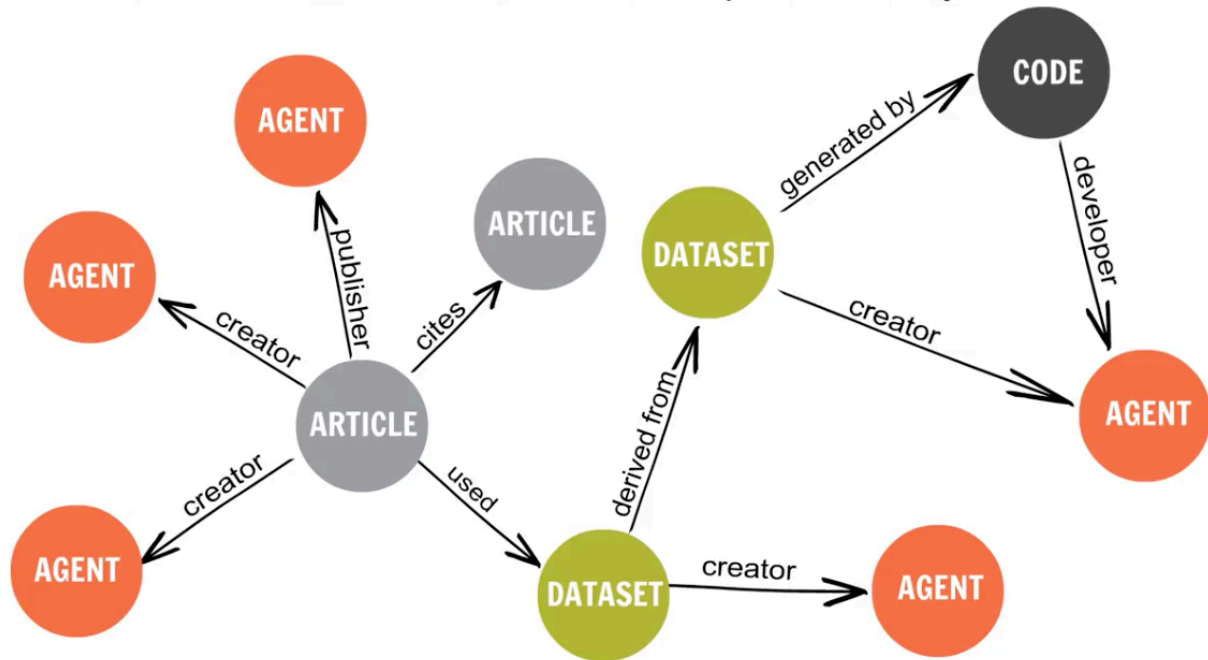 CODE
AGENT
generated by
developer
ARTICLE
DATASET
AGENT
publisher
creator
cites
creator
AGENT
ARTICLE
derived from
creator
used
AGENT
DATASET
creator
AGENT